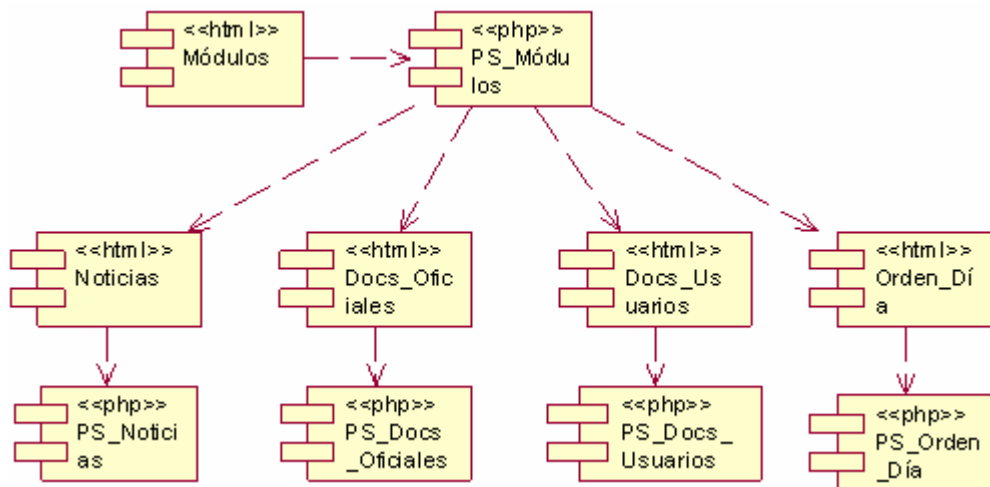 <<html>>
Módulos
<<php>>
PS_Módu
los
<<html>>
Noticias
<<html>>
Docs_Ofic
iales
<<html>>
Docs_Us
uarios
<<html>>
Orden_Dí
a
<<php>>
PS_Notici
as
<<php>>
PS_Docs
_Oficiales
<<php>>
PS_Docs_
Usuarios
<<php>>
PS_Orden
_Día